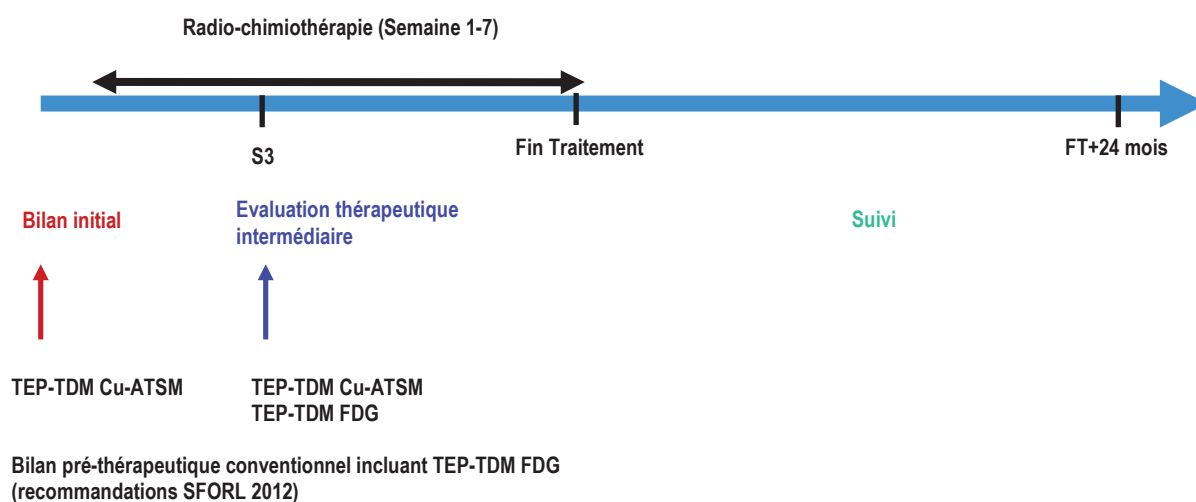 Radio-chimiothérapie (Semaine 1-7)
S3
Fin Traitement
FT+24 mois
Bilan initial
Evaluation thérapeutique
intermédiaire
Suivi
TEP-TDM Cu-ATSM
TEP-TDM Cu-ATSM
TEP-TDM FDG
Bilan pré-thérapeutique conventionnel incluant TEP-TDM FDG
(recommandations SFORL 2012)